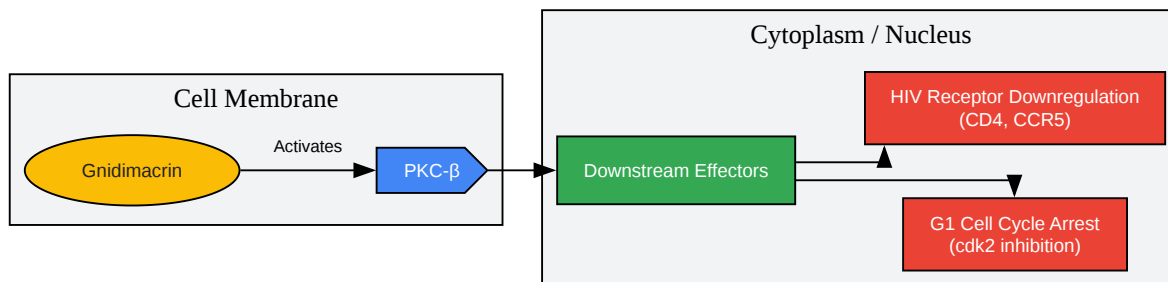 Cell Membrane
Gnidimacrin
Activates
PKC-β
Cytoplasm / Nucleus
Downstream Effectors
HIV Receptor Downregulation
(CD4, CCR5)
G1 Cell Cycle Arrest
(cdk2 inhibition)